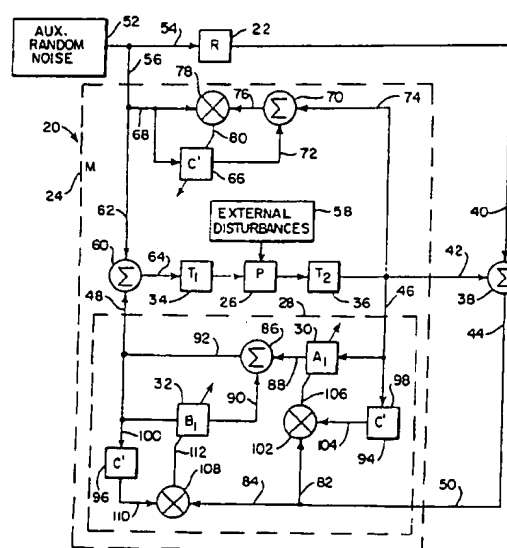 52
AUX.
RANDOM
NOISE
54
R
22
56
78
76
Σ
70
74
20
68
80
72
24
M
C'
66
62
EXTERNAL
DISTURBANCES
58
40
60
Σ
64
T1
34
P
26
T2
36
42
Σ
38
48
28
46
44
92
86
30
Σ
A1
88
32
90
106
98
B1
C'
100
112
102
104
94
C'
108
96
84
82
50
110